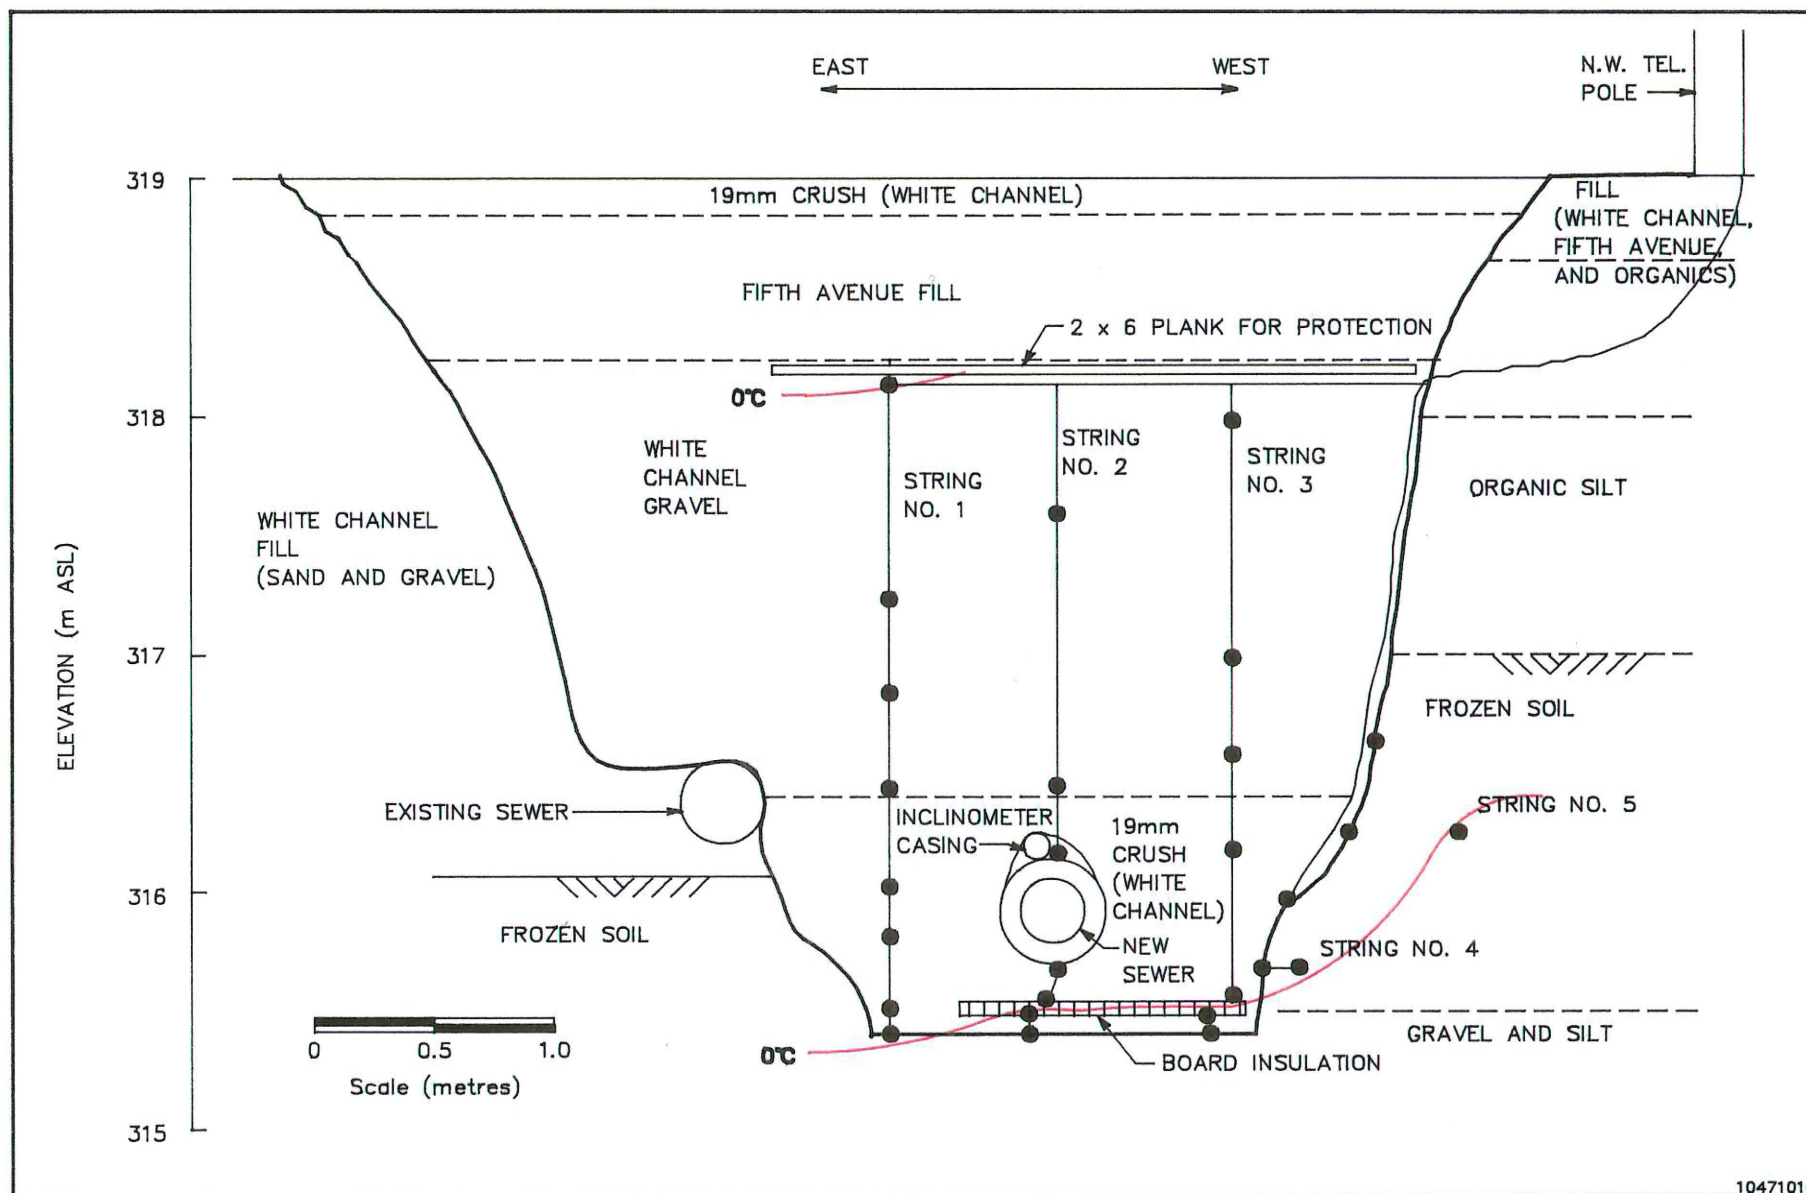 EAST
WEST
N.W. TEL.
POLE
319
19mm CRUSH (WHITE CHANNEL)
FILL
(WHITE CHANNEL,
FIFTH AVENUE,
AND ORGANICS)
FIFTH AVENUE FILL
2 x 6 PLANK FOR PROTECTION
0°C
318
WHITE
CHANNEL
GRAVEL
STRING
NO. 1
STRING
NO. 2
STRING
NO. 3
ORGANIC SILT
WHITE CHANNEL
FILL
(SAND AND GRAVEL)
ELEVATION (m ASL)
317
FROZEN SOIL
EXISTING SEWER
INCLINOMETER
CASING
19mm
CRUSH
(WHITE
CHANNEL)
STRING NO. 5
316
FROZEN SOIL
NEW
SEWER
STRING NO. 4
0 0.5 1.0
Scale (metres)
0°C
BOARD INSULATION
GRAVEL AND SILT
315
1047101